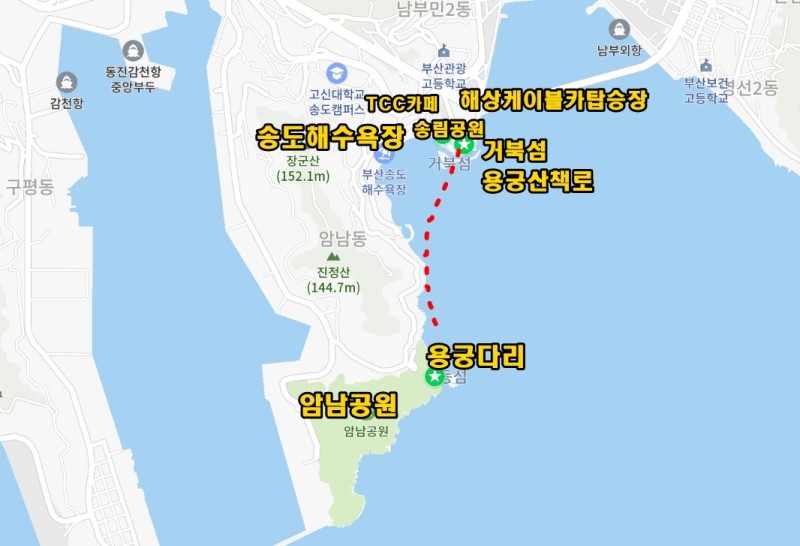 남부민2동
동진감천항
중앙부두
감천항
부산관광
고등학교
남부외항
고신대학교
송도캠퍼스
부산보건
고등학교
영선2동
TCC카페
해상케이블카탑승장
송림공원
송도해수욕장
거북섬
거북섬
용궁산책로
장군산
(152.1m)
부산송도
해수욕장
구평동
암남동
진정산
(144.7m)
용궁다리
동섬
암남공원
암남공원